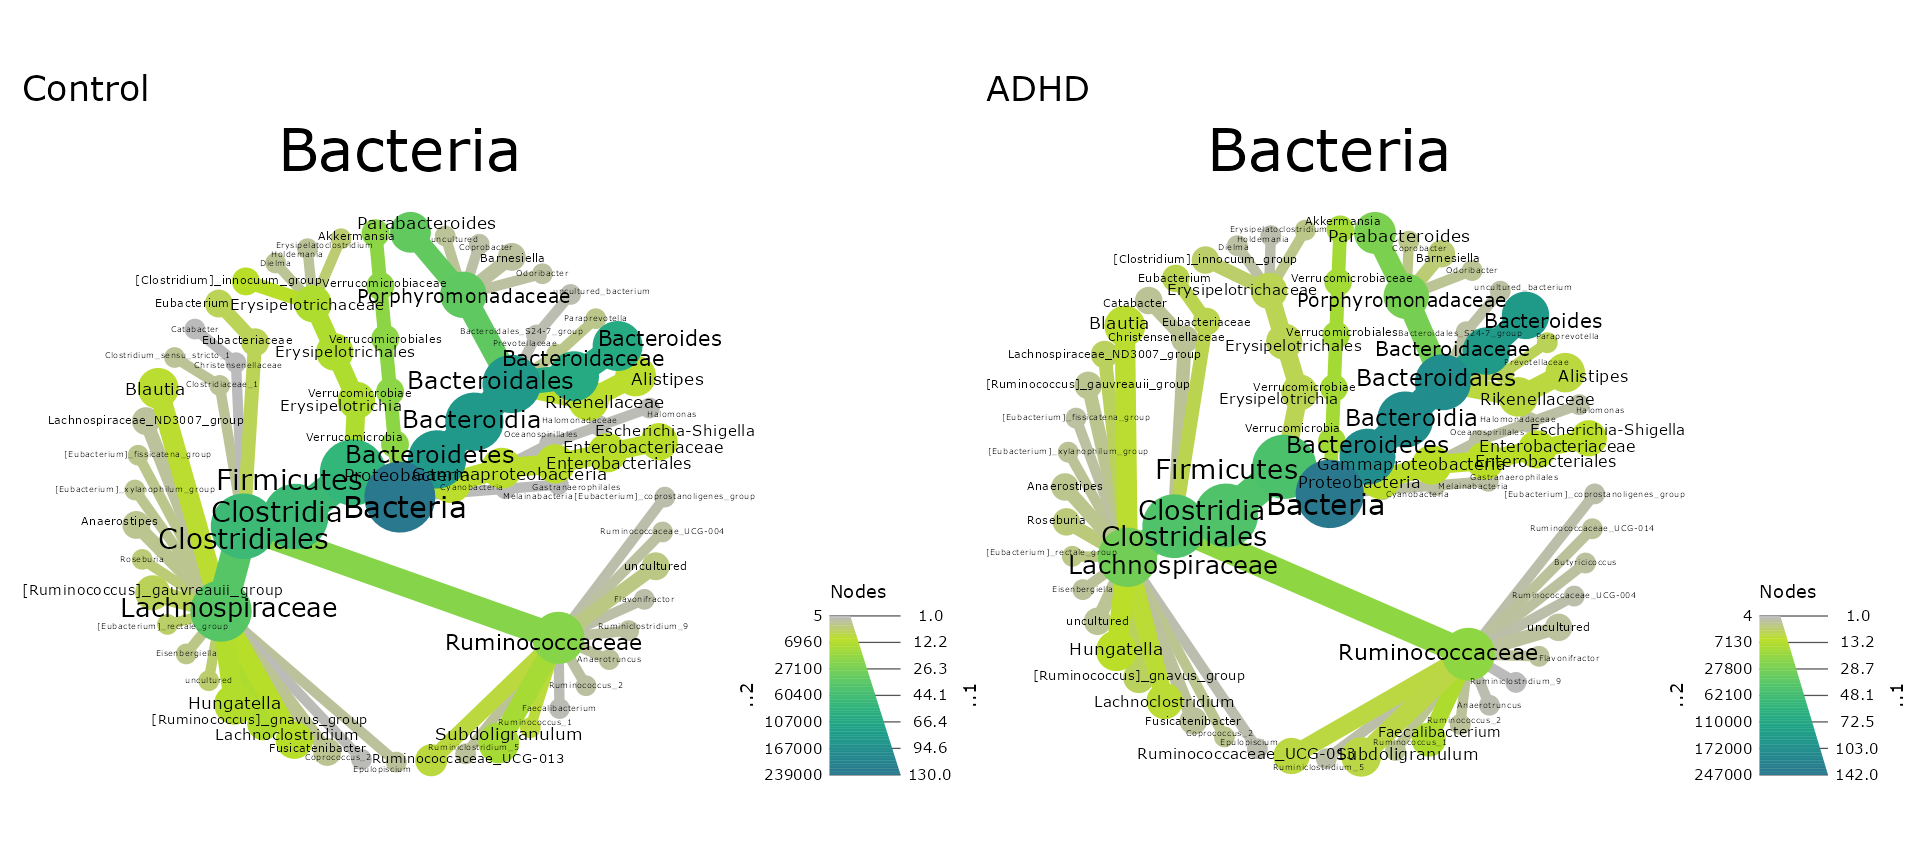 Control
Bacteria
Parabacteroides
Akkermansia
uncultured
Erysipelatoclostridium
Coprobacter
Holdemania
Barnesiella
Dielma
Odoribacter
[Clostridium]_innocuum_group
Verrucomicrobiaceae
uncultured_bacterium
Porphyromonadaceae
Eubacterium
Erysipelotrichaceae
Paraprevotella
Catabacter
Bacteroidales_S24-7_group
Eubacteriaceae
Verrucomicrobiales
Bacteroides
Prevotellaceae
Erysipelotrichales
Clostridium_sensu_stricto_1
Bacteroidaceae
Christensenellaceae
Bacteroidales
Alistipes
Clostridiaceae_1
Blautia
Verrucomicrobiae
Rikenellaceae
Erysipelotrichia
Halomonas
Lachnospiraceae_ND3007_group
Bacteroidia
Halomonadaceae
Escherichia-Shigella
Oceanospirillales
Verrucomicrobia
Enterobacteriaceae
[Eubacterium]_fissicatena_group
Bacteroidetes
Enterobacteriales
Proteobacteria
Gammaproteobacteria
Firmicutes
Cyanobacteria
Gastranaerophilales
[Eubacterium]_xylanophilum_group
Melainabacteria
[Eubacterium]_coprostanoligenes_group
Bacteria
Clostridia
Anaerostipes
Ruminococcaceae_UCG-004
Clostridiales
Roseburia
uncultured
[Ruminococcus]_gauvreauii_group
Flavonifractor
Lachnospiraceae
[Eubacterium]_rectale_group
Ruminiclostridium_9
Ruminococcaceae
Eisenbergiella
Anaerotruncus
uncultured
Ruminococcus_2
Hungatella
Faecalibacterium
[Ruminococcus]_gnavus_group
Ruminococcus_1
Lachnoclostridium
Subdoligranulum
Fusicatenibacter
Ruminiclostridium_5
Coprococcus_2
Ruminococcaceae_UCG-013
Epulopiscium
Nodes
5 1.0
6960 12.2
27100 26.3
60400 44.1
107000 66.4
167000 94.6
239000 130.0
..2
..1
ADHD
Bacteria
Akkermansia
Erysipelatoclostridium
Parabacteroides
Holdemania
Dielma
Coprobacter
[Clostridium]_innocuum_group
Barnesiella
Odoribacter
Eubacterium
Verrucomicrobiaceae
Erysipelotrichaceae
uncultured_bacterium
Catabacter
Porphyromonadaceae
Blautia
Eubacteriaceae
Bacteroides
Christensenellaceae
Verrucomicrobiales
Bacteroidales_S24-7_group
Paraprevotella
Erysipelotrichales
Bacteroidaceae
Lachnospiraceae_ND3007_group
Prevotellaceae
Bacteroidales
Alistipes
[Ruminococcus]_gauvreauii_group
Verrucomicrobiae
Erysipelotrichia
Rikenellaceae
Halomonas
[Eubacterium]_fissicatena_group
Bacteroidia
Halomonadaceae
Verrucomicrobia
Oceanospirillales
Escherichia-Shigella
Bacteroidetes
Enterobacteriaceae
[Eubacterium]_xylanophilum_group
Enterobacteriales
Gammaproteobacteria
Firmicutes
Gastranaerophilales
Proteobacteria
Anaerostipes
Melainabacteria
Cyanobacteria
[Eubacterium]_coprostanoligenes_group
Bacteria
Clostridia
Roseburia
Ruminococcaceae_UCG-014
Clostridiales
[Eubacterium]_rectale_group
Lachnospiraceae
Butyricicoccus
Eisenbergiella
Ruminococcaceae_UCG-004
uncultured
uncultured
Hungatella
Ruminococcaceae
Flavonifractor
[Ruminococcus]_gnavus_group
Ruminiclostridium_9
Lachnoclostridium
Anaerotruncus
Fusicatenibacter
Ruminococcus_2
Coprococcus_2
Faecalibacterium
Epulopiscium
Ruminococcus_1
Ruminococcaceae_UCG-013
Subdoligranulum
Ruminiclostridium_5
Nodes
4 1.0
7130 13.2
27800 28.7
62100 48.1
110000 72.5
172000 103.0
247000 142.0
..2
..1